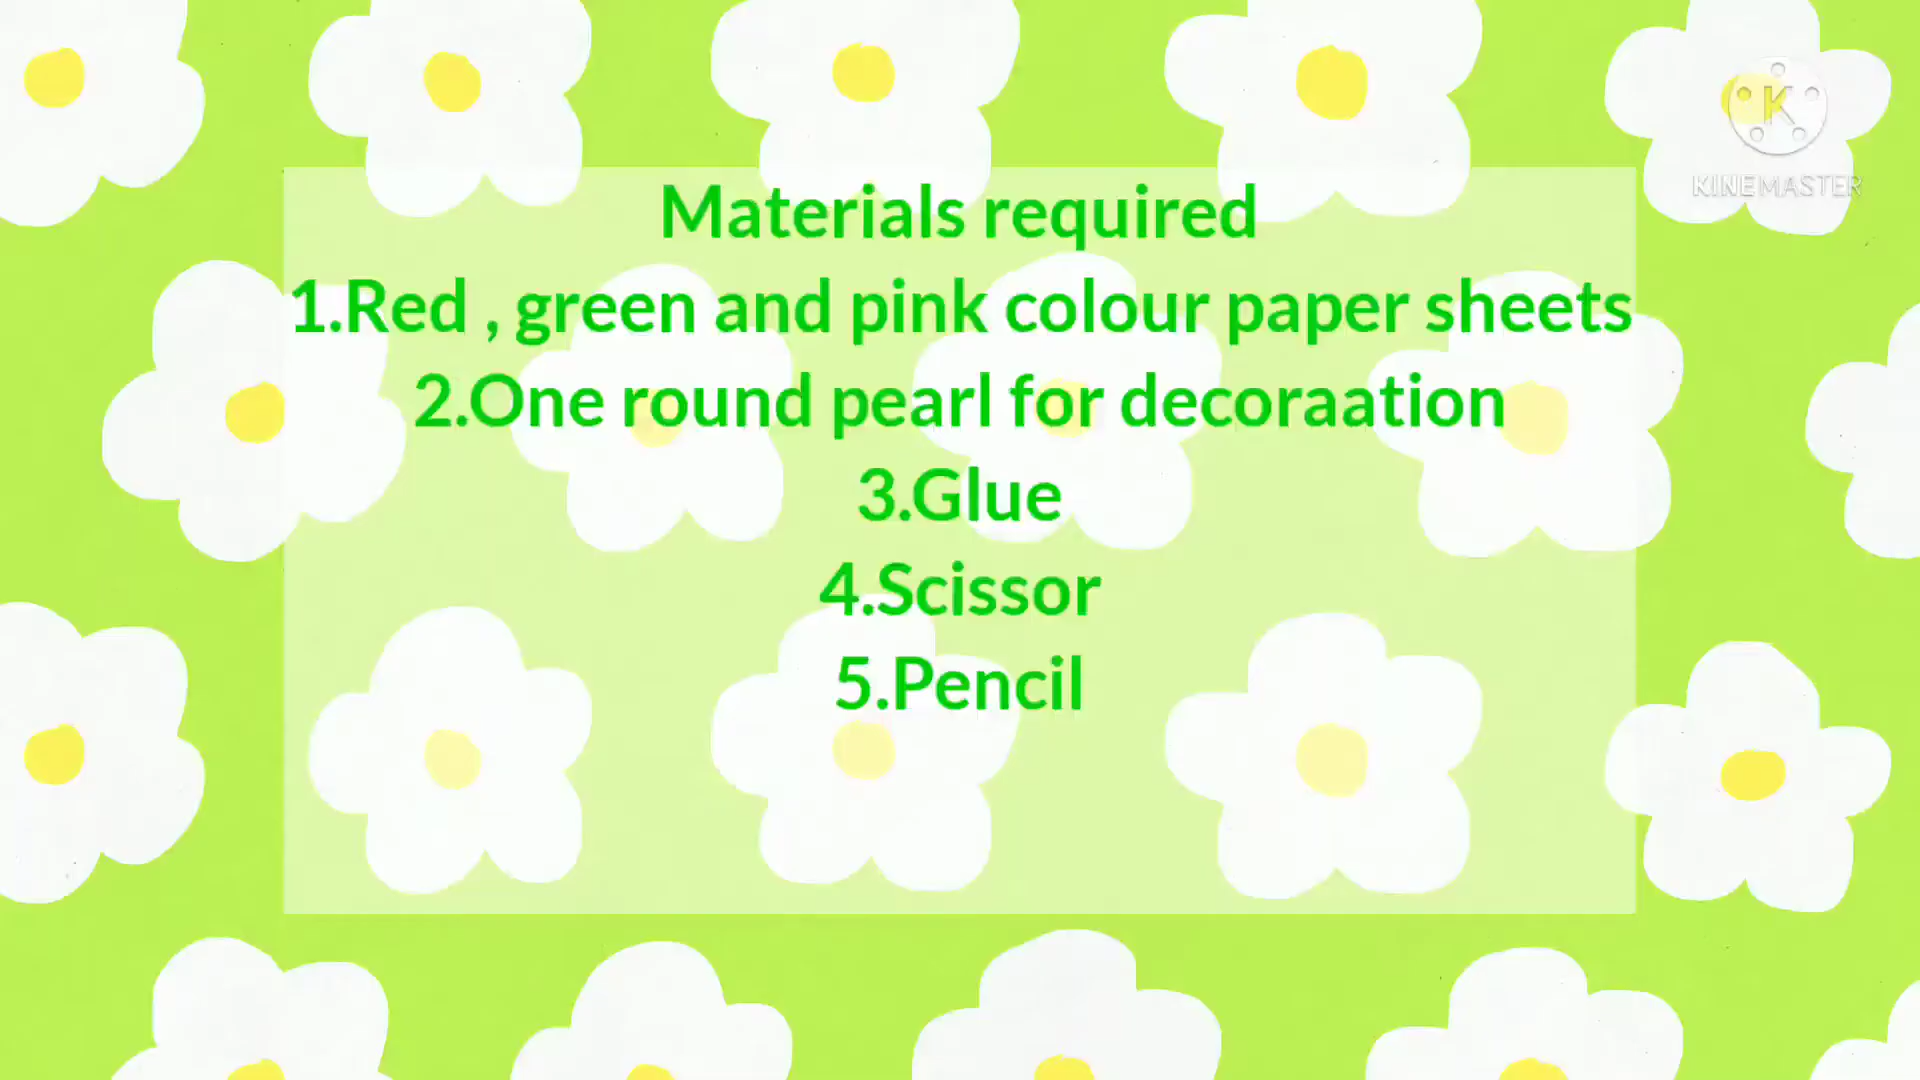 Materials required
1.Red , green and pink colour paper sheets
2.One round pearl for decoraation
3.Glue
4.Scissor
5.Pencil
K
KINEMASTER